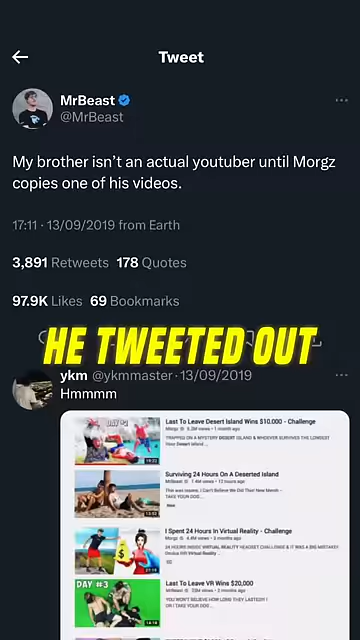 Tweet
MrBeast
@MrBeast
My brother isn't an actual youtuber until Morgz
copies one of his videos.
17:11 · 13/09/2019 from Earth
3,891 Retweets 178 Quotes
97.9K Likes 69 Bookmarks
HE TWEETED OUT
ykm @ykmmaster · 13/09/2019
Hmmmm
DAY #3
Last To Leave Desert Island Wins $10,000 - Challenge
Surviving 24 Hours On A Deserted Island
I Spent 24 Hours In Virtual Reality - Challenge
DAY #3
Last To Leave VR Wins $20,000